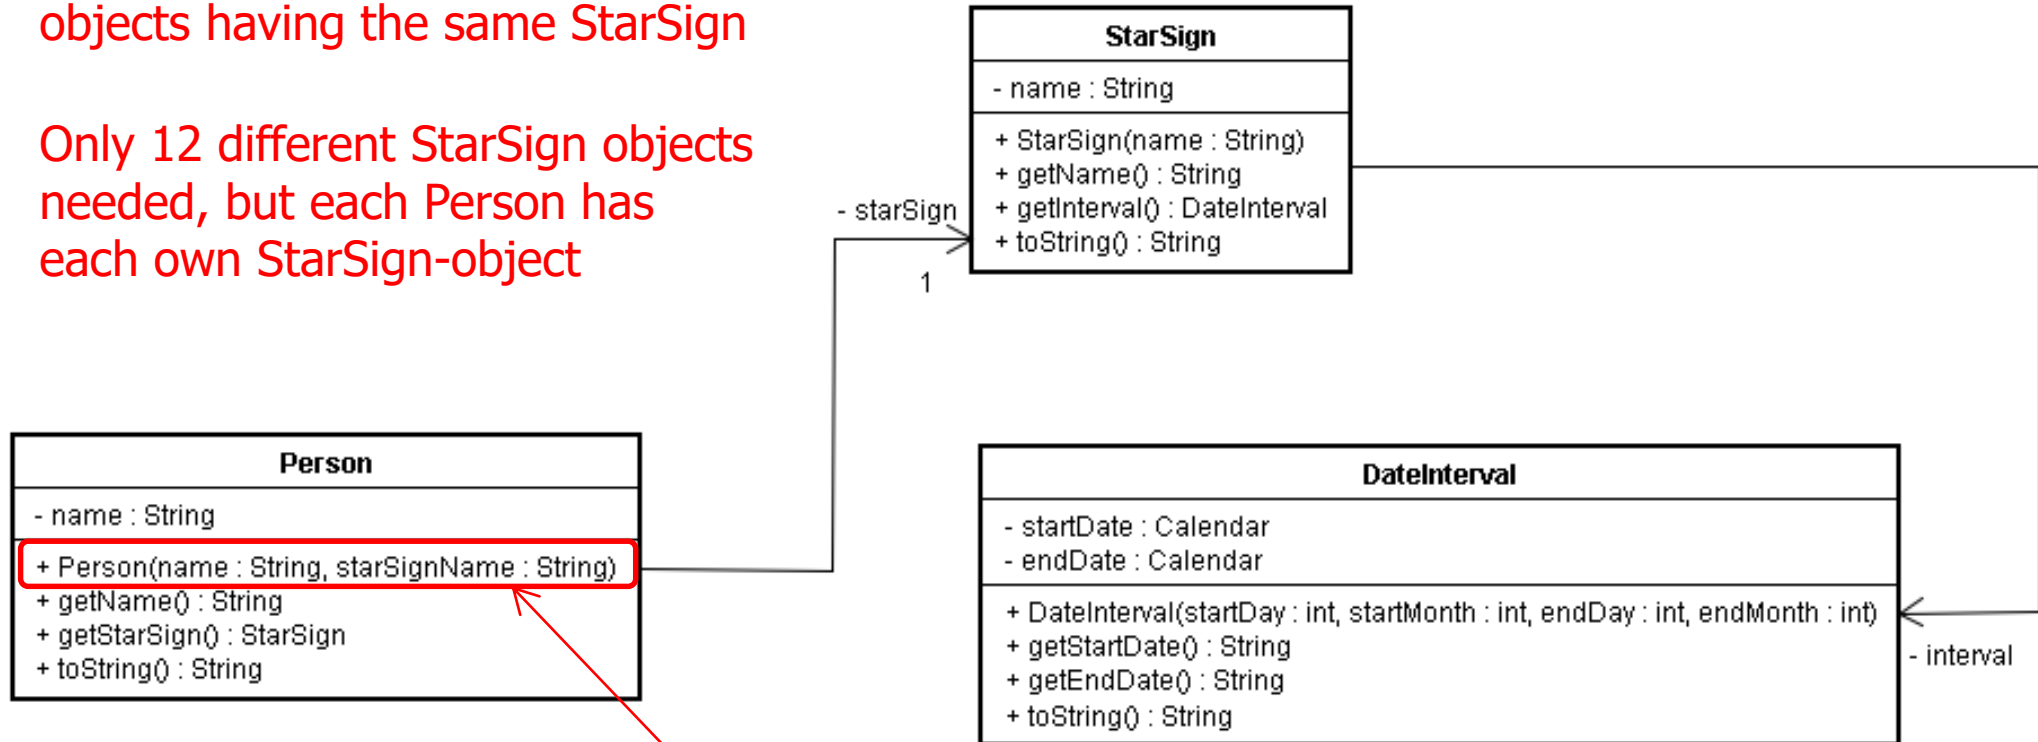 objects having the same StarSign
Only 12 different StarSign objects
needed, but each Person has
each own StarSign-object
StarSign
- name : String
+ StarSign(name : String)
+ getName() : String
+ getInterval() : DateInterval
+ toString() : String
- starSign
1
Person
- name : String
+ Person(name : String, starSignName : String)
+ getName() : String
+ getStarSign() : StarSign
+ toString() : String
DateInterval
- startDate : Calendar
- endDate : Calendar
+ DateInterval(startDay : int, startMonth : int, endDay : int, endMonth : int)
+ getStartDate() : String
+ getEndDate() : String
+ toString() : String
- interval